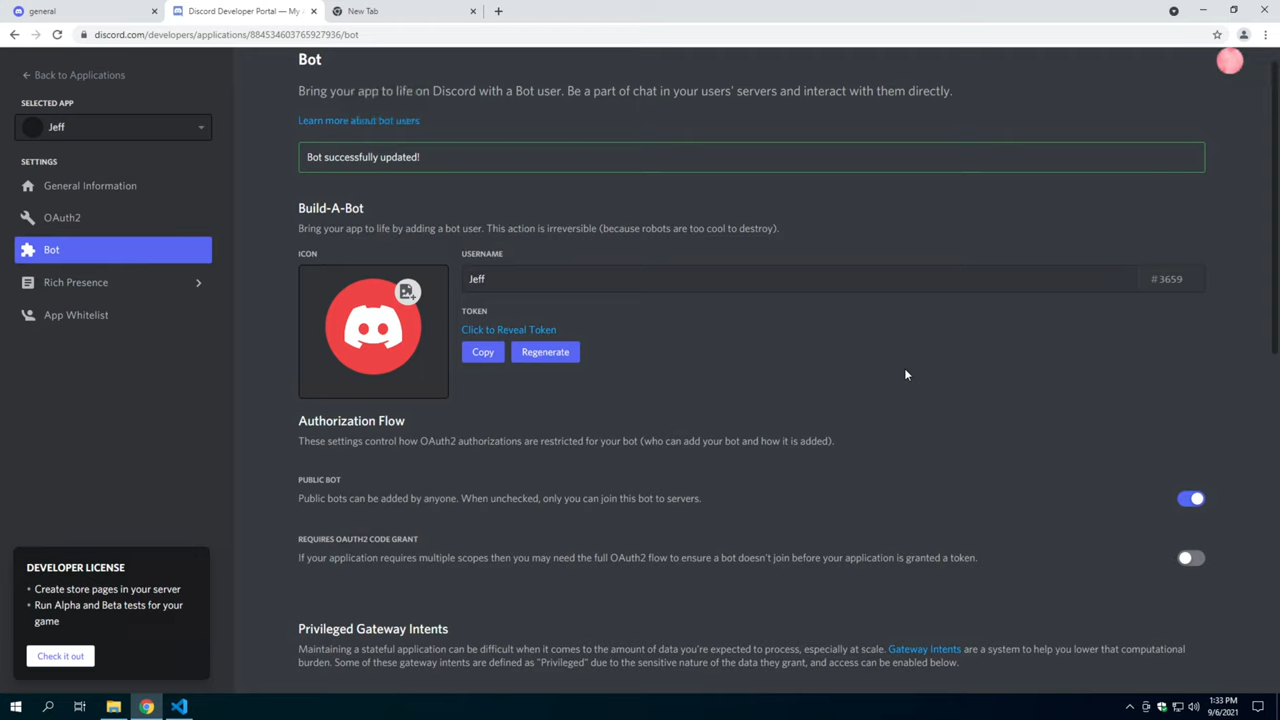 general
Discord Developer Portal — My A
New Tab
discord.com/developers/applications/884534603765927936/bot
Back to Applications
SELECTED APP
Jeff
SETTINGS
General Information
OAuth2
Bot
Rich Presence
App Whitelist
DEVELOPER LICENSE
• Create store pages in your server
• Run Alpha and Beta tests for your
game
Check it out
Bot
Bring your app to life on Discord with a Bot user. Be a part of chat in your users' servers and interact with them directly.
Learn more about bot users
Bot successfully updated!
Build-A-Bot
Bring your app to life by adding a bot user. This action is irreversible (because robots are too cool to destroy).
ICON
USERNAME
Jeff
#3659
TOKEN
Click to Reveal Token
Copy
Regenerate
Authorization Flow
These settings control how OAuth2 authorizations are restricted for your bot (who can add your bot and how it is added).
PUBLIC BOT
Public bots can be added by anyone. When unchecked, only you can join this bot to servers.
REQUIRES OAUTH2 CODE GRANT
If your application requires multiple scopes then you may need the full OAuth2 flow to ensure a bot doesn't join before your application is granted a token.
Privileged Gateway Intents
Maintaining a stateful application can be difficult when it comes to the amount of data you're expected to process, especially at scale. Gateway Intents are a system to help you lower that computational
burden. Some of these gateway intents are defined as "Privileged" due to the sensitive nature of the data they grant, and access can be enabled below.
1:33 PM
9/6/2021